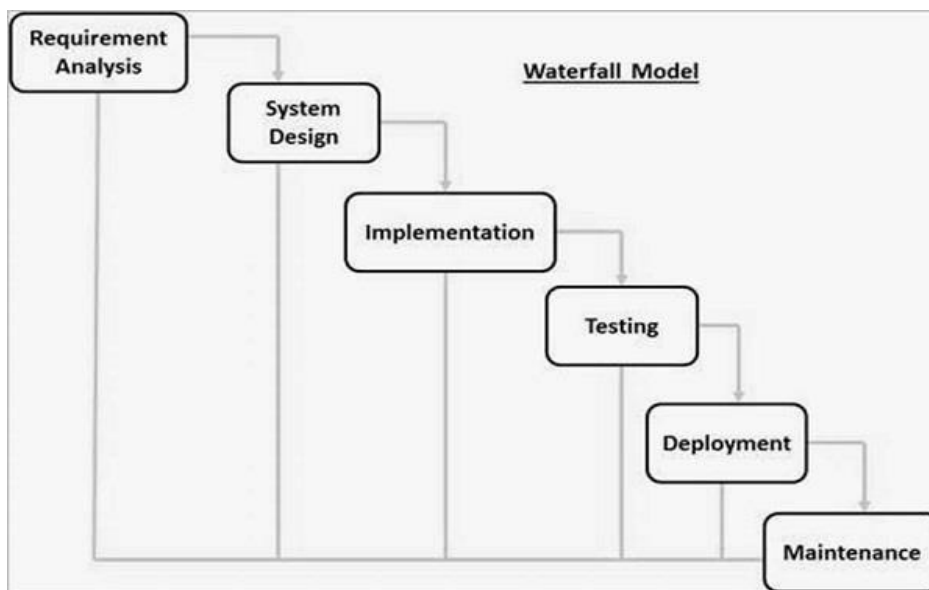 Requirement
Analysis
Waterfall Model
System
Design
Implementation
Testing
Deployment
Maintenance